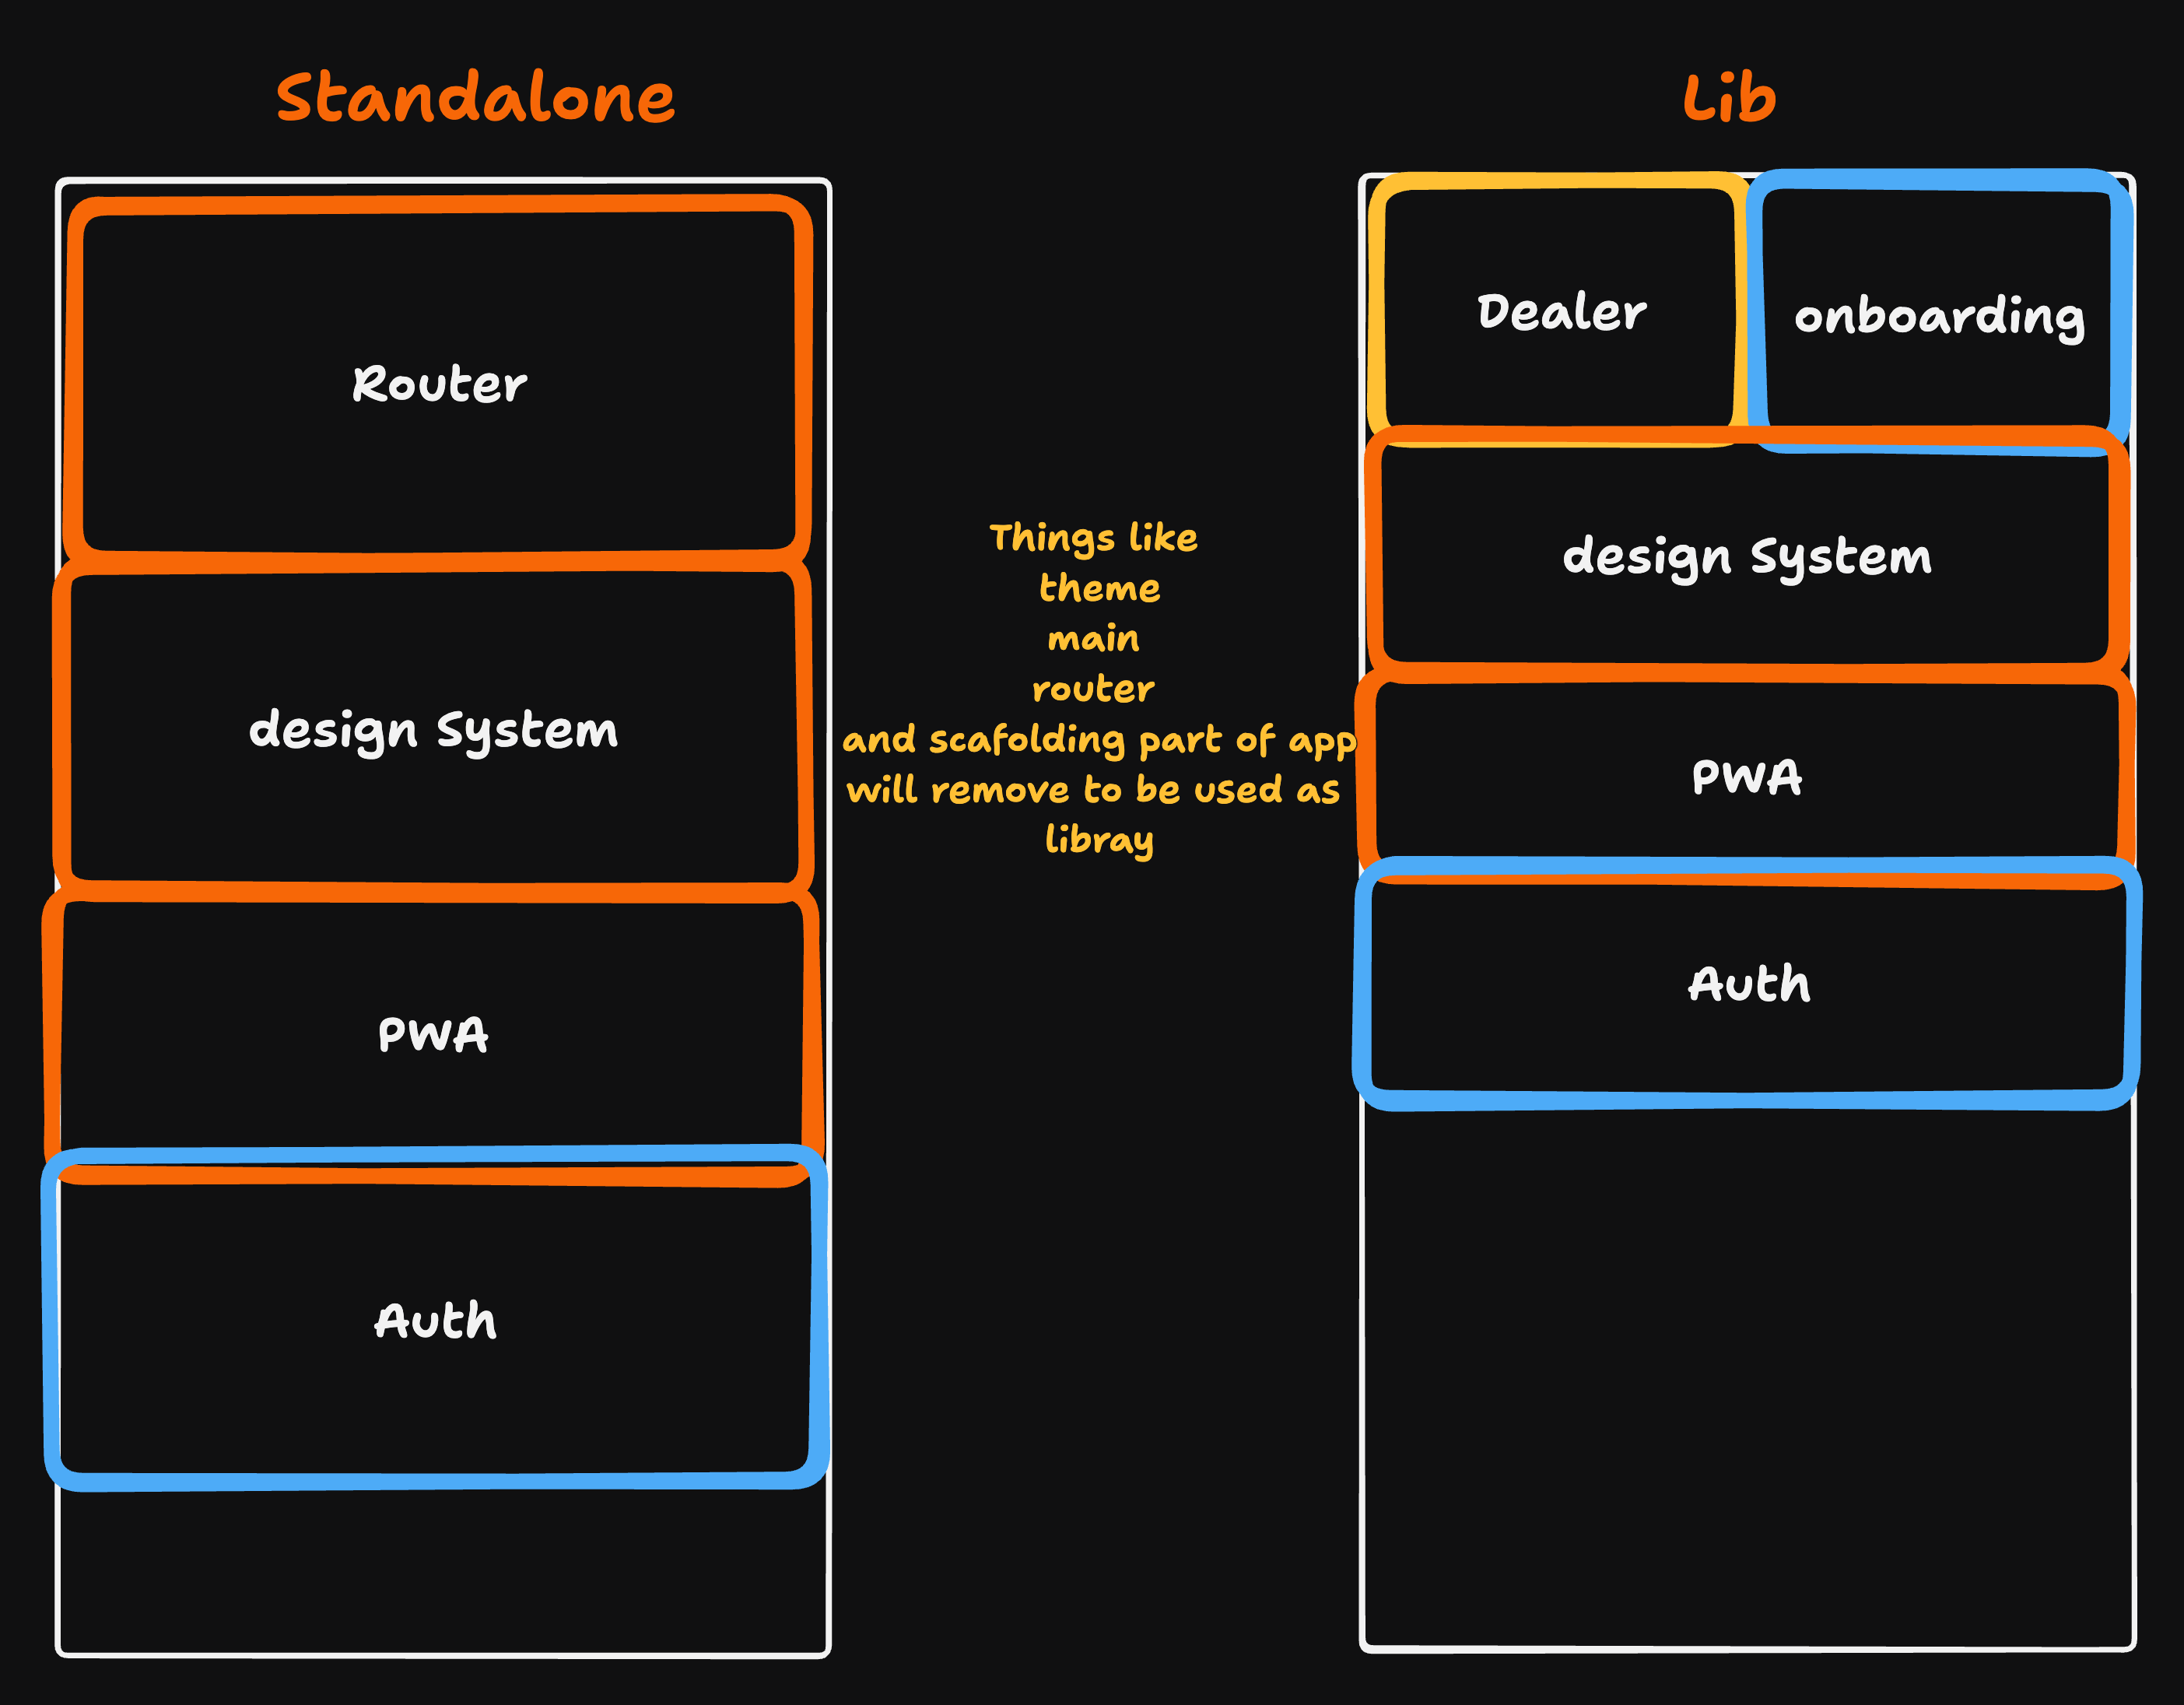 Standalone
Router
design System
PWA
Auth
Things like
theme
main
router
and scafolding part of app
will remove to be used as
libray
Lib
Dealer
onboarding
design System
PWA
Auth